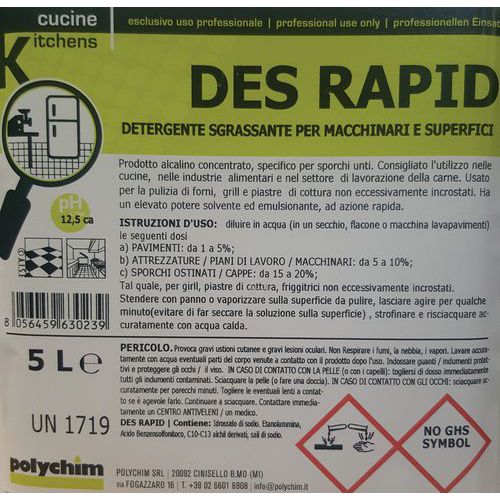 cucine
Kitchens
esclusivo uso professionale | professional use only | professionellen Einsat
DES RAPID
DETERGENTE SGRASSANTE PER MACCHINARI E SUPERFICI
Prodotto alcalino concentrato, specifico per sporchi unti. Consigliato l'utilizzo nelle
cucine, nelle industrie alimentari e nel settore di lavorazione della carne. Usato
per la pulizia di forni, grill e piastre di cottura non eccessivamente incrostati. Ha
un elevato potere solvente ed emulsionante, ad azione rapida.
pH
12,5 ca
ISTRUZIONI D'USO: diluire in acqua (in un secchio, flacone o macchina lavapavimenti)
le seguenti dosi
a) PAVIMENTI: da 1 a 5%;
b) ATTREZZATURE / PIANI DI LAVORO / MACCHINARI: da 5 a 10%;
c) SPORCHI OSTINATI / CAPPE: da 15 a 20%;
Tal quale, per girll, piastre di cottura, friggitrici non eccessivamente incrostati.
Stendere con panno o vaporizzare sulla superficie da pulire, lasciare agire per qualche
minuto(evitare di far seccare la soluzione sulla superficie) , strofinare e risciacquare ac-
curatamente con acqua calda.
8 056459 630239
5 L e
PERICOLO. Provoca gravi ustioni cutanee e gravi lesioni oculari. Non Respirare i fumi, la nebbia, i vapori. Lavare accura-
tamente con acqua eventuali parti del corpo venute a contatto con il prodotto dopo l'uso. Indossare guanti / indumenti protet-
tivi e proteggere gli occhi / il viso. IN CASO DI CONTATTO CON LA PELLE (o con i capelli): togliersi di dosso immediatamente
tutti gli indumenti contaminati. Sciacquare la pelle (o fare una doccia). IN CASO DI CONTATTO CON GLI OCCHI: sciacquare
accuratamente per parecchi minuti. Togliere le eventuali lenti a contat-
to se è agevole farlo. Continuare a sciacquare. Contattare immediata-
mente un CENTRO ANTIVELENI / un medico.
UN 1719
DES RAPID | Contiene: Idrossido di sodio. Etanolammina,
Acido Benzensolfonico, C10-C13 alchil derivati, sali di sodio.
NO GHS
SYMBOL
polychim
POLYCHIM SRL | 20092 CINISELLO B.MO (MI)
VIA FOGAZZARO 16 | T. +39 02 6601 6908 | info@polychim.it